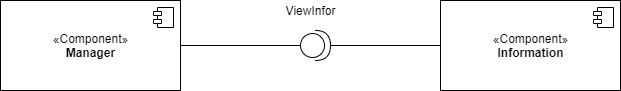 ViewInfor
«Component»
Manager
«Component»
Information